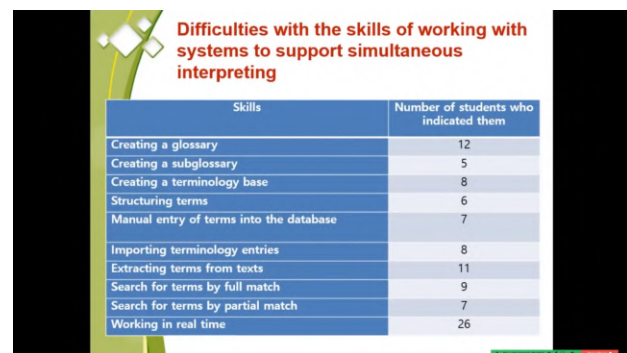 Difficulties with the skills of working with
systems to support simultaneous
interpreting
Skills Number of students who
indicated them
Creating a glossary 12
Creating a subglossary 5
Creating a terminology base 8
Structuring terms 6
Manual entry of terms into the database 7
Importing terminology entries 8
Extracting terms from texts 11
Search for terms by full match 9
Search for terms by partial match 7
Working in real time 26